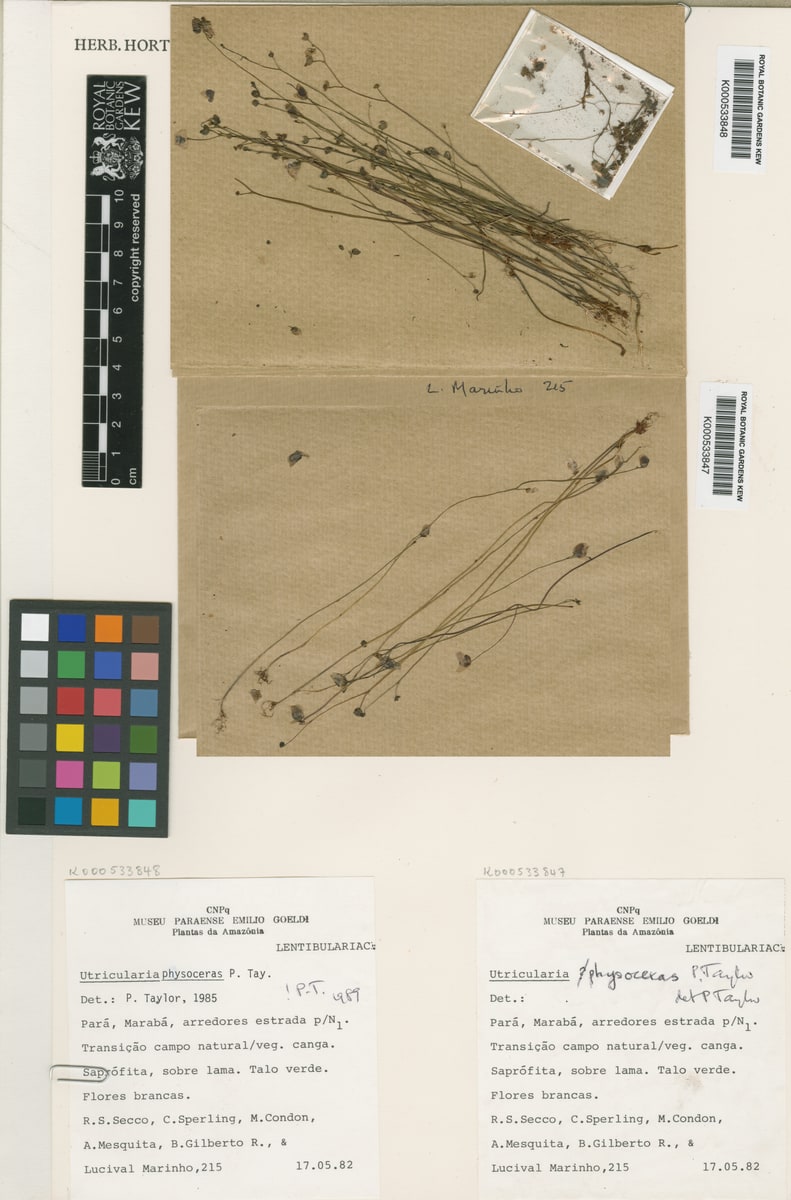 HERB. HORT
ROYAL
BOTANIC
GARDENS
KEW
copyright reserved
0 1 2 3 4 5 6 7 8 9 10
cm
ROYAL BOTANIC GARDENS KEW
K000533848
L. Marinho 215
ROYAL BOTANIC GARDENS KEW
K000533847
K000533848
CNPq
MUSEU PARAENSE EMILIO GOELDI
Plantas da Amazônia
LENTIBULARIAC
Utricularia physoceras P. Tay.
Det.: P. Taylor, 1985
! P.T. 1989
Pará, Marabá, arredores estrada p/N1.
Transição campo natural/veg. canga.
Saprófita, sobre lama. Talo verde.
Flores brancas.
R.S.Secco, C.Sperling, M.Condon,
A.Mesquita, B.Gilberto R., &
Lucival Marinho,215 17.05.82
K000533847
CNPq
MUSEU PARAENSE EMILIO GOELDI
Plantas da Amazônia
LENTIBULARIAC
Utricularia physoceras P. Taylor
Det.: det P Taylor
Pará, Marabá, arredores estrada p/N1.
Transição campo natural/veg. canga.
Saprófita, sobre lama. Talo verde.
Flores brancas.
R.S.Secco, C.Sperling, M.Condon,
A.Mesquita, B.Gilberto R., &
Lucival Marinho,215 17.05.82